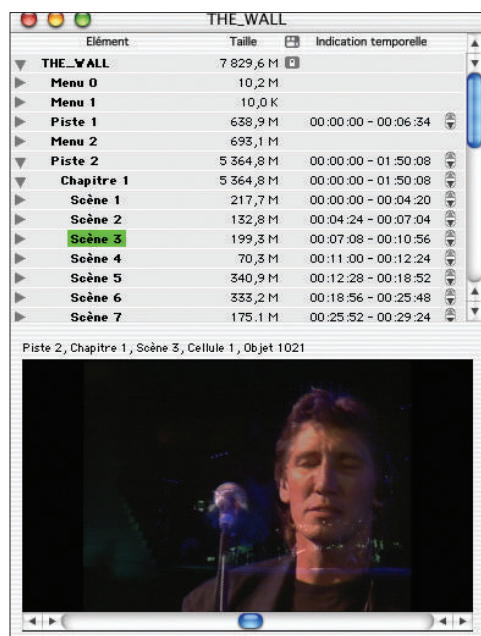 THE_WALL
Elément Taille Indication temporelle
THE_WALL 7 829,6 M
Menu 0 10,2 M
Menu 1 10,0 K
Piste 1 638,9 M 00:00:00 - 00:06:34
Menu 2 693,1 M
Piste 2 5 364,8 M 00:00:00 - 01:50:08
Chapitre 1 5 364,8 M 00:00:00 - 01:50:08
Scène 1 217,7 M 00:00:00 - 00:04:20
Scène 2 132,8 M 00:04:24 - 00:07:04
Scène 3 199,3 M 00:07:08 - 00:10:56
Scène 4 70,3 M 00:11:00 - 00:12:24
Scène 5 340,9 M 00:12:28 - 00:18:52
Scène 6 333,2 M 00:18:56 - 00:25:48
Scène 7 175.1 M 00:25:52 - 00:29:24
Piste 2, Chapitre 1, Scène 3, Cellule 1, Objet 1021